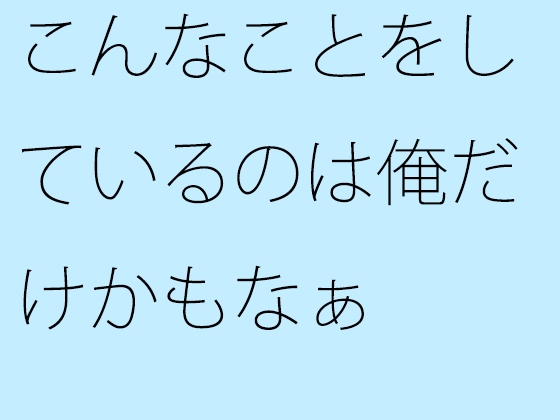 こんなことをし
ているのは俺だ
けかもなぁ